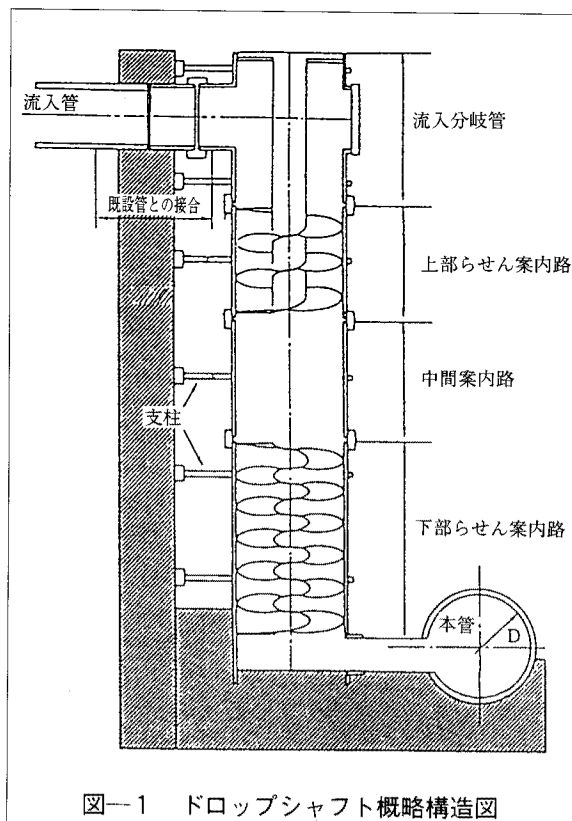 流入管
流入分岐管
既設管との接合
上部らせん案内路
中間案内路
支柱
下部らせん案内路
本管
D
図—1 ドロップシャフト概略構造図